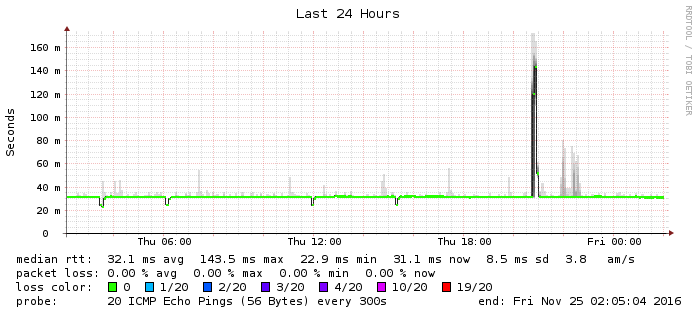 Last 24 Hours
RRDTOOL / TOBI OETIKER
Seconds
160 m
140 m
120 m
100 m
80 m
60 m
40 m
20 m
0
Thu 06:00 Thu 12:00 Thu 18:00 Fri 00:00
median rtt: 32.1 ms avg 143.5 ms max 22.9 ms min 31.1 ms now 8.5 ms sd 3.8 am/s
packet loss: 0.00 % avg 0.00 % max 0.00 % min 0.00 % now
loss color: 0 1/20 2/20 3/20 4/20 10/20 19/20
probe: 20 ICMP Echo Pings (56 Bytes) every 300s end: Fri Nov 25 02:05:04 2016